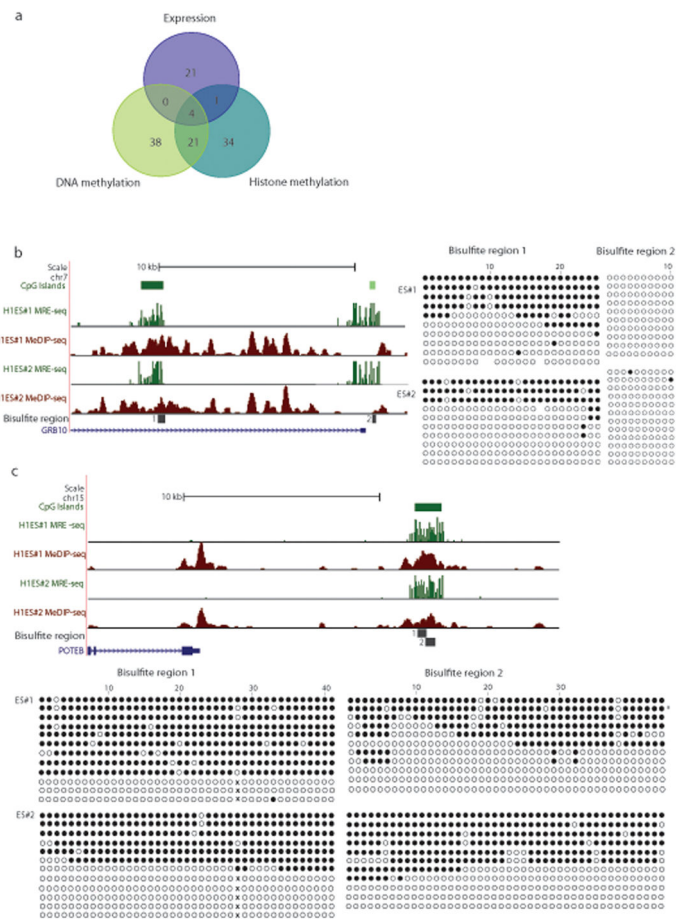 a
Expression
21
0
1
4
38
21
34
DNA methylation
Histone methylation
b
Scale
chr7
10 kb
CpG Islands
H1ES#1 MRE-seq
H1ES#1 MeDIP-seq
H1ES#2 MRE-seq
H1ES#2 MeDIP-seq
Bisulfite region
1
2
GRB10
Bisulfite region 1
10
20
Bisulfite region 2
10
ES#1
ES#2
c
Scale
chr15
10 kb
CpG Islands
H1ES#1 MRE-seq
H1ES#1 MeDIP-seq
H1ES#2 MRE-seq
H1ES#2 MeDIP-seq
Bisulfite region
1
2
POTEB
Bisulfite region 1
10
20
30
40
Bisulfite region 2
10
20
30
ES#1
x
x
x
ES#2
x
x
x
x
x